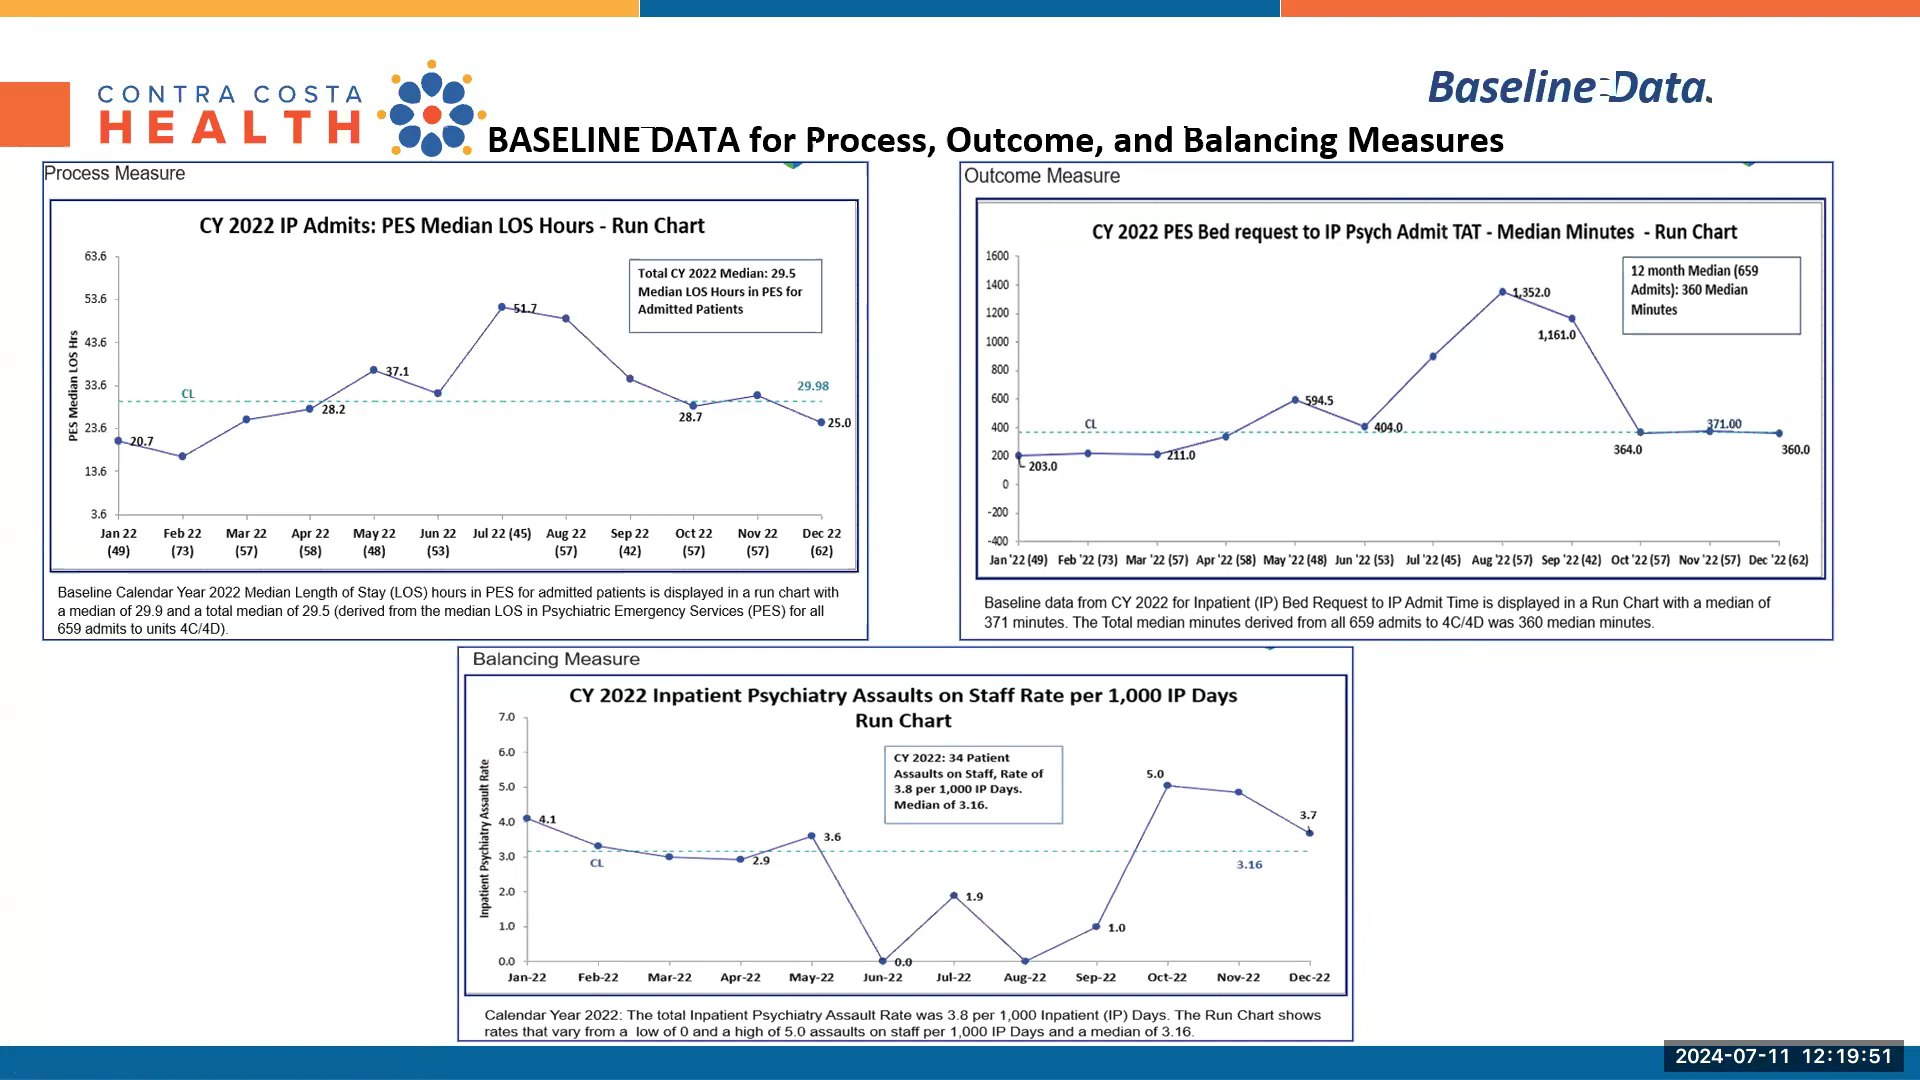 CONTRA COSTA
HEALTH
Baseline Data.
BASELINE DATA for Process, Outcome, and Balancing Measures
Process Measure
CY 2022 IP Admits: PES Median LOS Hours - Run Chart
Total CY 2022 Median: 29.5
Median LOS Hours in PES for
Admitted Patients
PES Median LOS Hrs
63.6
53.6
43.6
33.6
23.6
13.6
3.6
CL
20.7
28.2
37.1
51.7
28.7
29.98
25.0
Jan 22 Feb 22 Mar 22 Apr 22 May 22 Jun 22 Jul 22 (45) Aug 22 Sep 22 Oct 22 Nov 22 Dec 22
(49) (73) (57) (58) (48) (53) (57) (42) (57) (57) (62)
Baseline Calendar Year 2022 Median Length of Stay (LOS) hours in PES for admitted patients is displayed in a run chart with
a median of 29.9 and a total median of 29.5 (derived from the median LOS in Psychiatric Emergency Services (PES) for all
659 admits to units 4C/4D).
Outcome Measure
CY 2022 PES Bed request to IP Psych Admit TAT - Median Minutes - Run Chart
12 month Median (659
Admits): 360 Median
Minutes
1600
1400
1200
1000
800
600
400
200
0
-200
-400
CL
203.0
211.0
594.5
404.0
1,352.0
1,161.0
364.0
371.00
360.0
Jan '22 (49) Feb '22 (73) Mar '22 (57) Apr '22 (58) May '22 (48) Jun '22 (53) Jul '22 (45) Aug '22 (57) Sep '22 (42) Oct '22 (57) Nov '22 (57) Dec '22 (62)
Baseline data from CY 2022 for Inpatient (IP) Bed Request to IP Admit Time is displayed in a Run Chart with a median of
371 minutes. The Total median minutes derived from all 659 admits to 4C/4D was 360 median minutes.
Balancing Measure
CY 2022 Inpatient Psychiatry Assaults on Staff Rate per 1,000 IP Days
Run Chart
CY 2022: 34 Patient
Assaults on Staff, Rate of
3.8 per 1,000 IP Days.
Median of 3.16.
Inpatient Psychiatry Assault Rate
7.0
6.0
5.0
4.0
3.0
2.0
1.0
0.0
4.1
CL
2.9
3.6
0.0
1.9
1.0
5.0
3.16
3.7
Jan-22 Feb-22 Mar-22 Apr-22 May-22 Jun-22 Jul-22 Aug-22 Sep-22 Oct-22 Nov-22 Dec-22
Calendar Year 2022: The total Inpatient Psychiatry Assault Rate was 3.8 per 1,000 Inpatient (IP) Days. The Run Chart shows
rates that vary from a low of 0 and a high of 5.0 assaults on staff per 1,000 IP Days and a median of 3.16.
2024-07-11 12:19:51